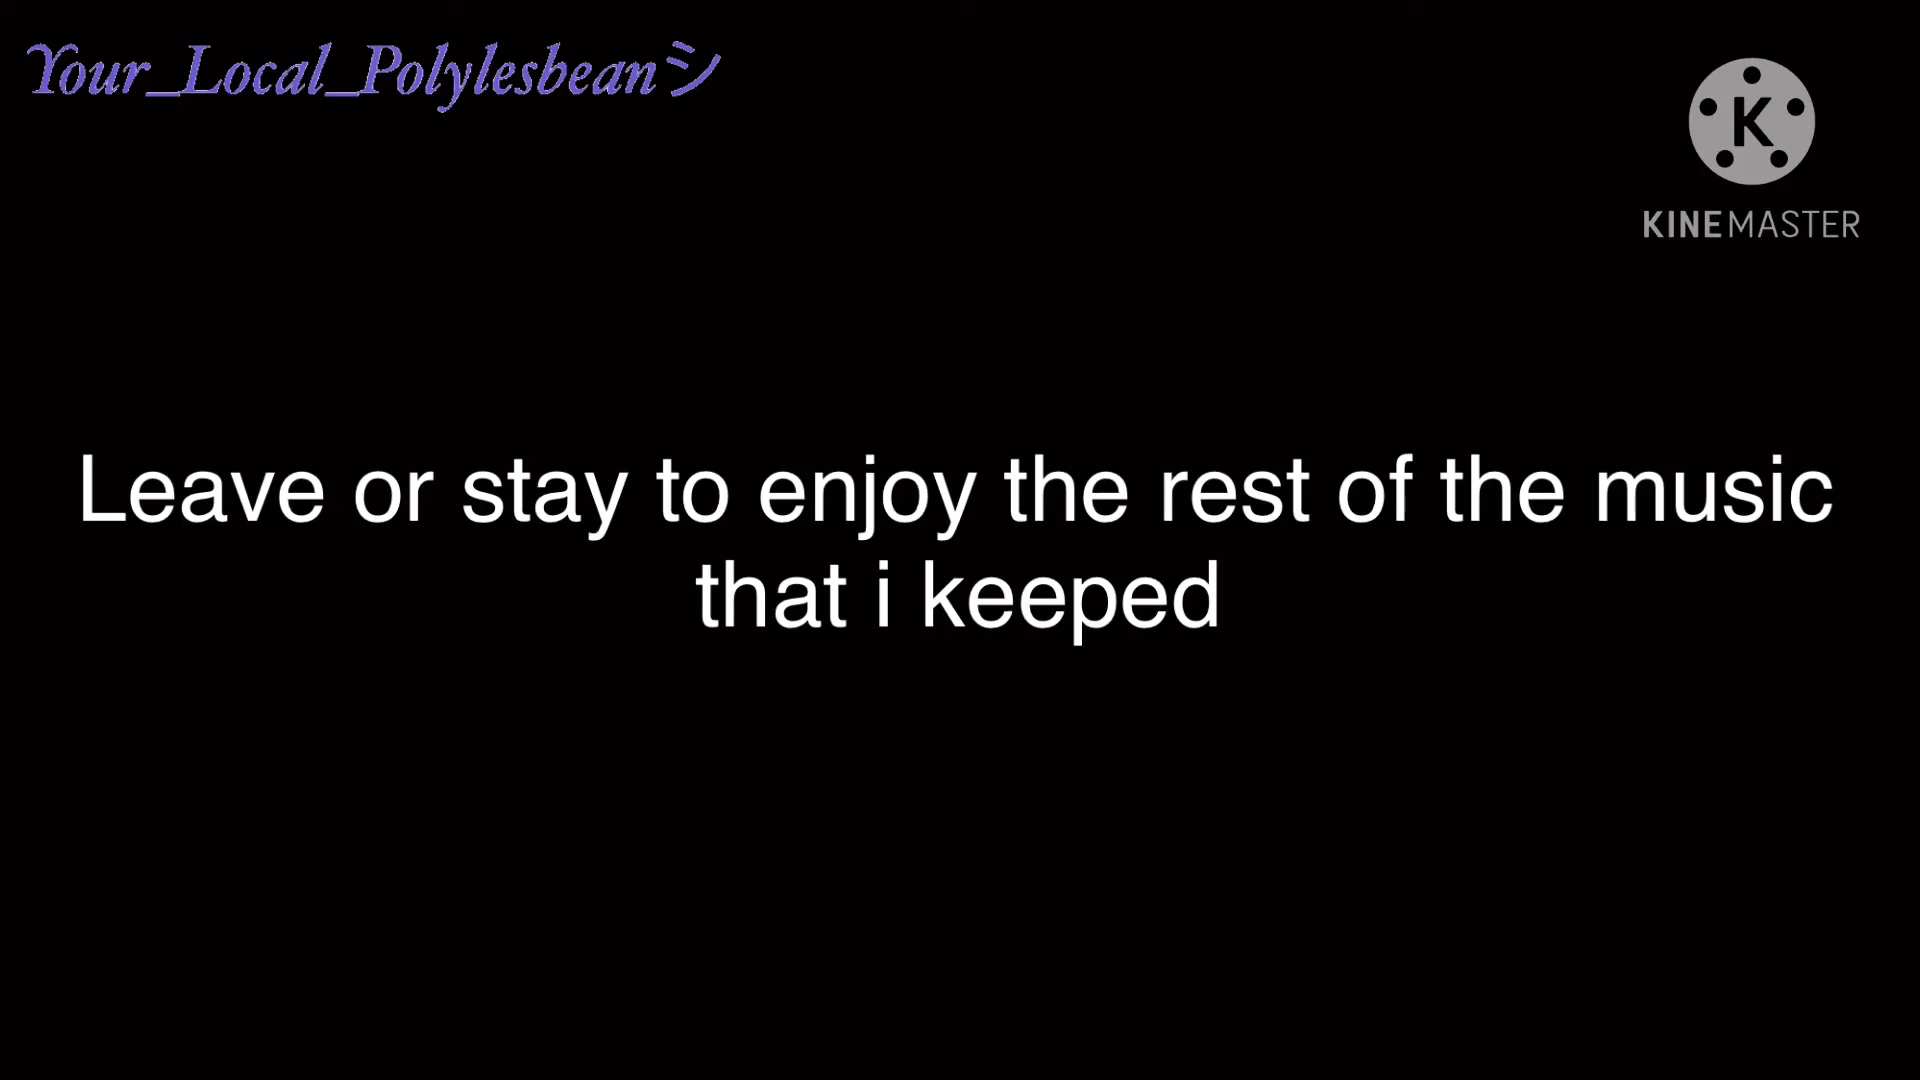 Your_Local_Polylesbeanシ
K
KINEMASTER
Leave or stay to enjoy the rest of the music
that i keeped